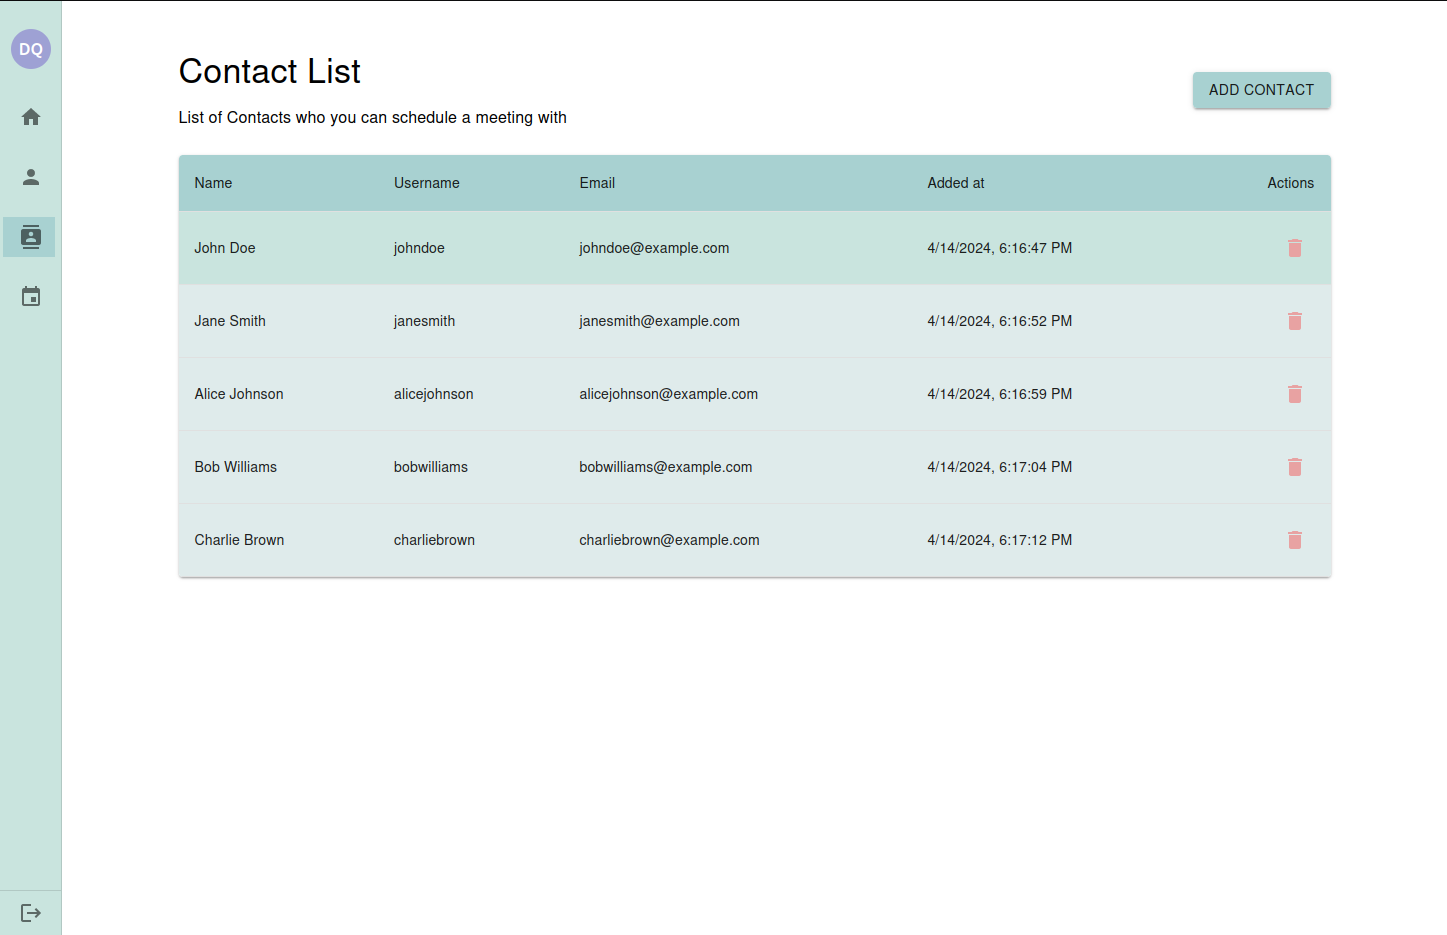 DQ
Contact List
ADD CONTACT
List of Contacts who you can schedule a meeting with
Name Username Email Added at Actions
John Doe johndoe johndoe@example.com 4/14/2024, 6:16:47 PM
Jane Smith janesmith janesmith@example.com 4/14/2024, 6:16:52 PM
Alice Johnson alicejohnson alicejohnson@example.com 4/14/2024, 6:16:59 PM
Bob Williams bobwilliams bobwilliams@example.com 4/14/2024, 6:17:04 PM
Charlie Brown charliebrown charliebrown@example.com 4/14/2024, 6:17:12 PM